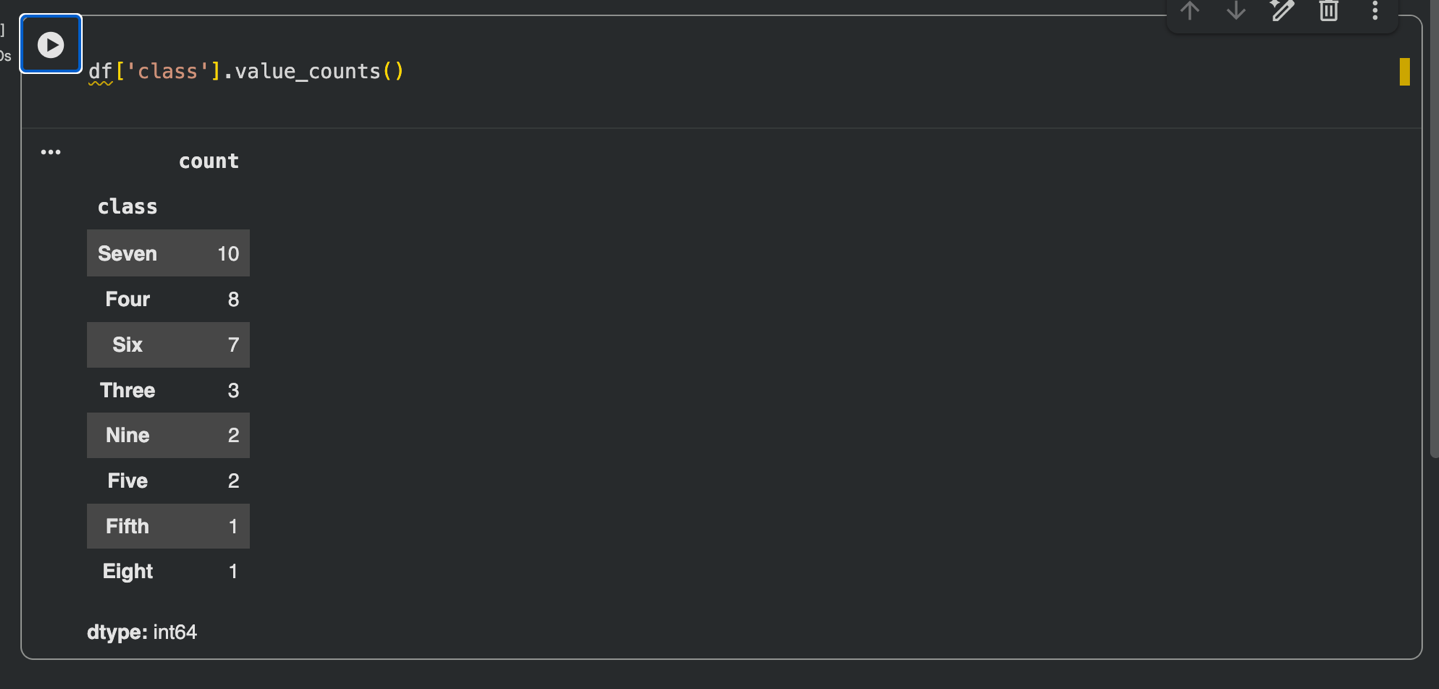 ]
0s
df['class'].value_counts()
...
count
class
Seven 10
Four 8
Six 7
Three 3
Nine 2
Five 2
Fifth 1
Eight 1
dtype: int64